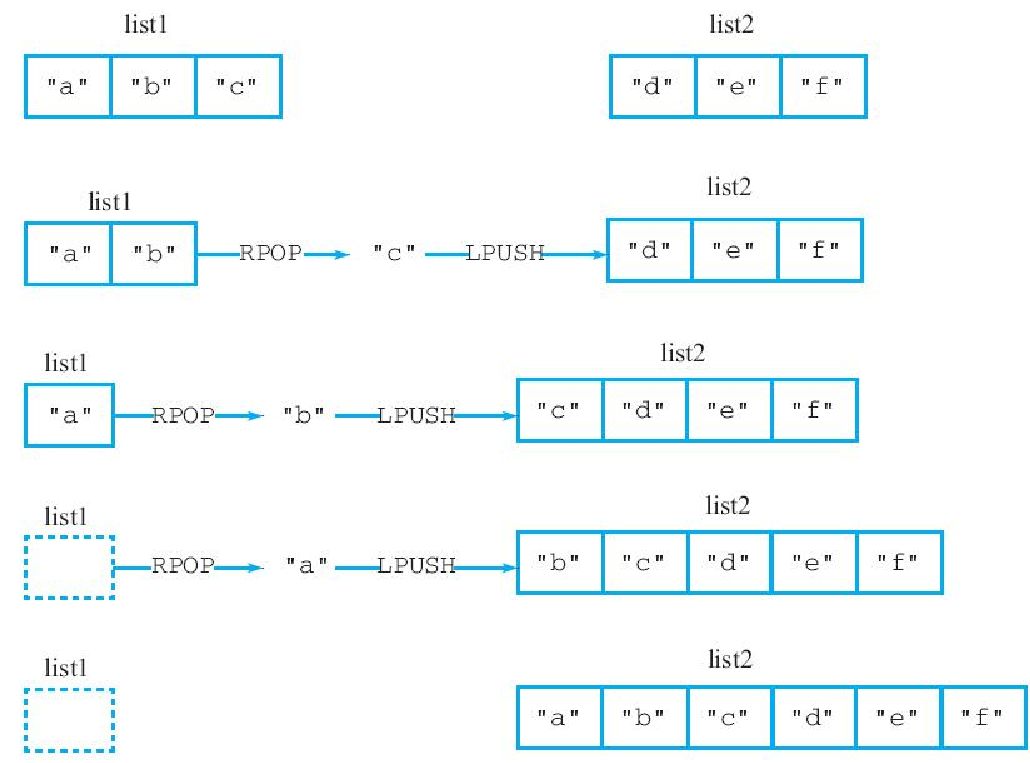 list1 list2
"a" "b" "c" "d" "e" "f"
list1 list2
"a" "b" RPOP "c" LPUSH "d" "e" "f"
list1 list2
"a" RPOP "b" LPUSH "c" "d" "e" "f"
list1 list2
RPOP "a" LPUSH "b" "c" "d" "e" "f"
list1 list2
"a" "b" "c" "d" "e" "f"